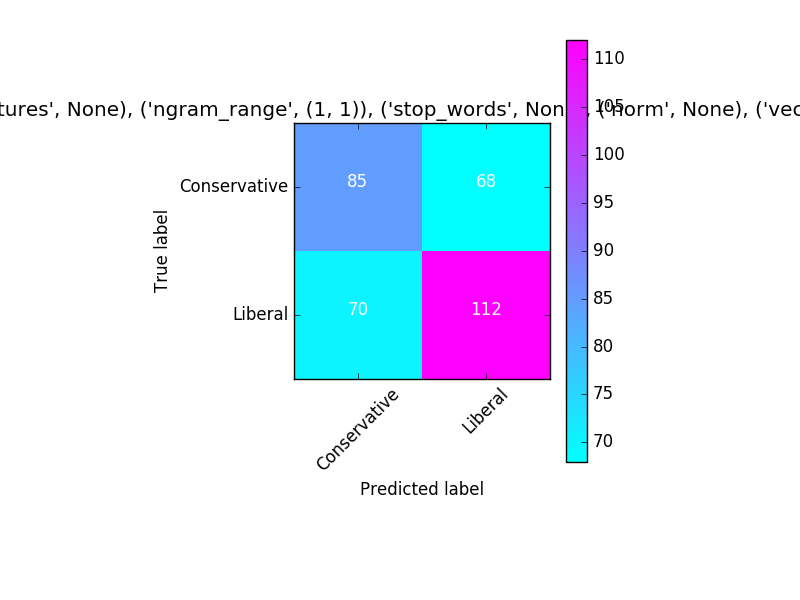 tures', None), ('ngram_range', (1, 1)), ('stop_words', None), ('norm', None), ('vec
Conservative
Liberal
True label
85 68
70 112
Conservative
Liberal
Predicted label
110
105
100
95
90
85
80
75
70